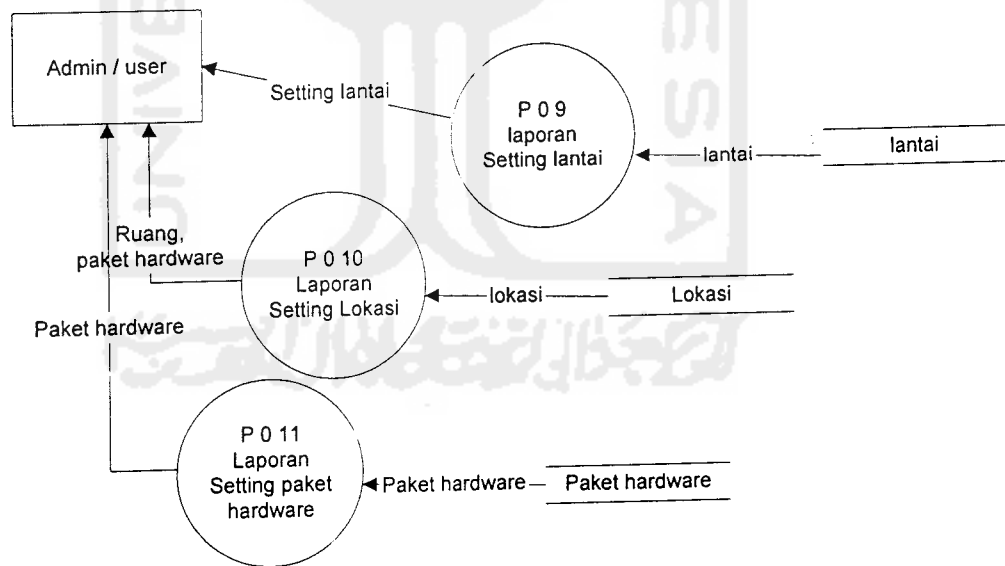 Admin / user
Setting lantai
P 0 9
laporan
Setting lantai
lantai
lantai
Ruang,
paket hardware
P 0 10
Laporan
Setting Lokasi
lokasi
Lokasi
Paket hardware
P 0 11
Laporan
Setting paket
hardware
Paket hardware
Paket hardware